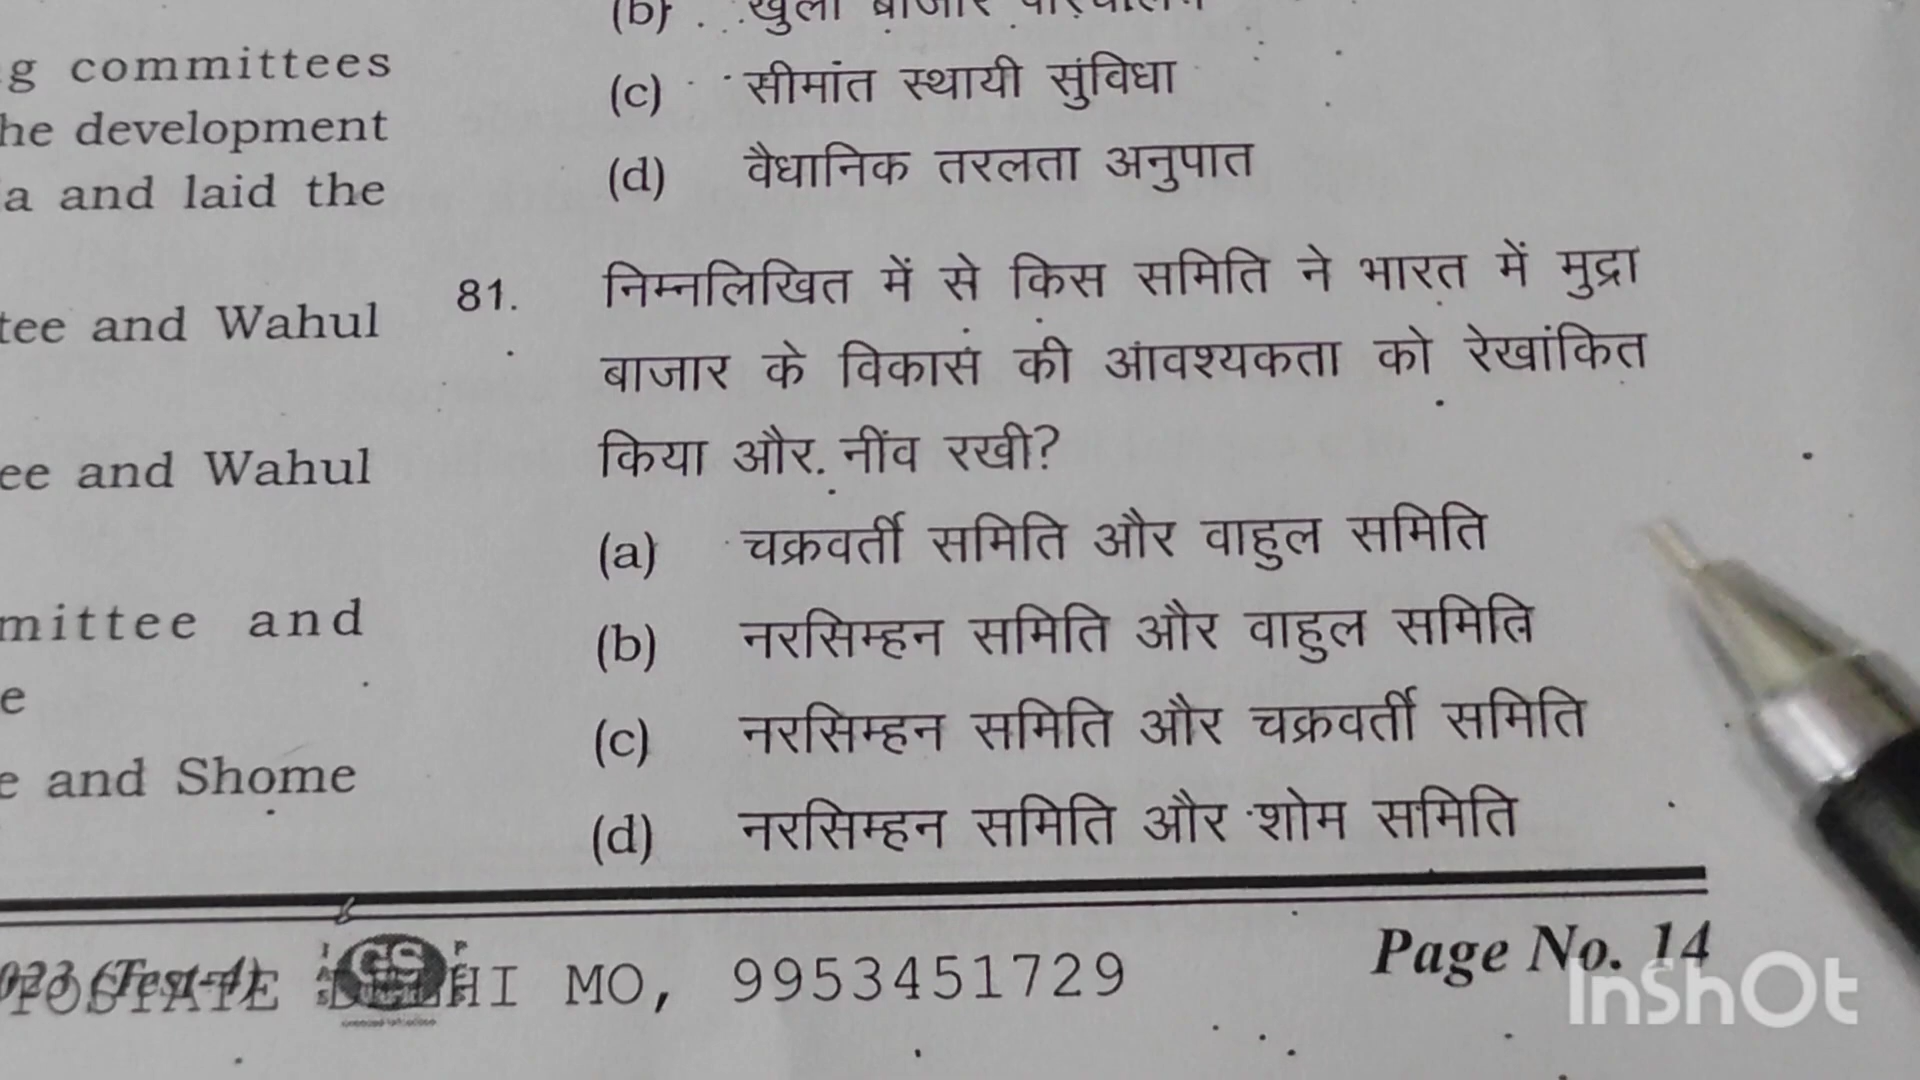 g committees
he development
a and laid the
tee and Wahul
ee and Wahul
mittee and
e
e and Shome
(b) खुला बाजार
(c) सीमांत स्थायी सुविधा
(d) वैधानिक तरलता अनुपात
81. निम्नलिखित में से किस समिति ने भारत में मुद्रा
बाजार के विकास की आवश्यकता को रेखांकित
किया और नींव रखी?
(a) चक्रवर्ती समिति और वाहुल समिति
(b) नरसिम्हन समिति और वाहुल समिति
(c) नरसिम्हन समिति और चक्रवर्ती समिति
(d) नरसिम्हन समिति और शोम समिति
MO, 9953451729
Page No. 14
InShOt